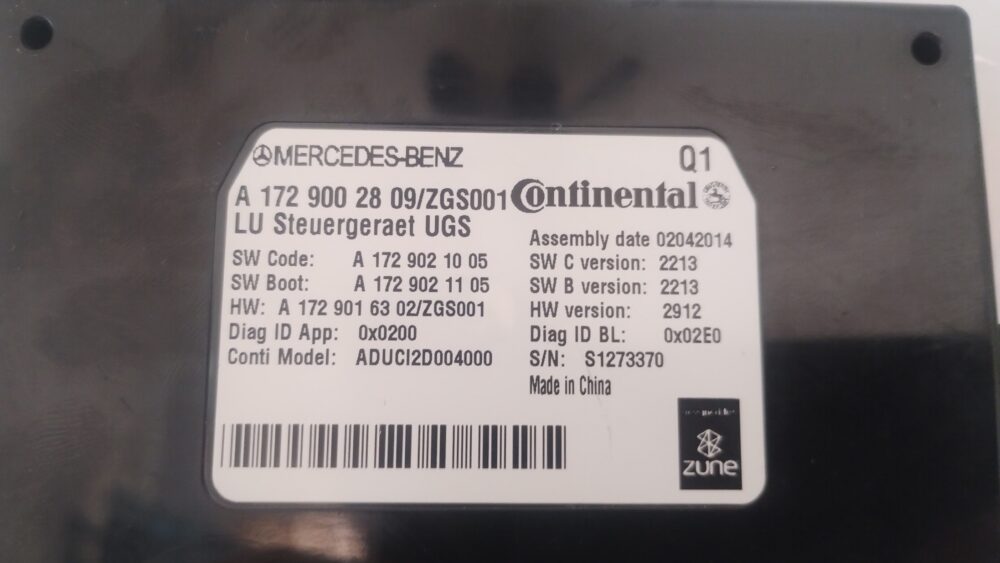 MERCEDES-BENZ
Q1
A 172 900 28 09/ZGS001
Continental
LU Steuergeraet UGS
Assembly date 02042014
SW Code: A 172 902 10 05
SW C version: 2213
SW Boot: A 172 902 11 05
SW B version: 2213
HW: A 172 901 63 02/ZGS001
HW version: 2912
Diag ID App: 0x0200
Diag ID BL: 0x02E0
Conti Model: ADUCI2D004000
S/N: S1273370
Made in China
zune